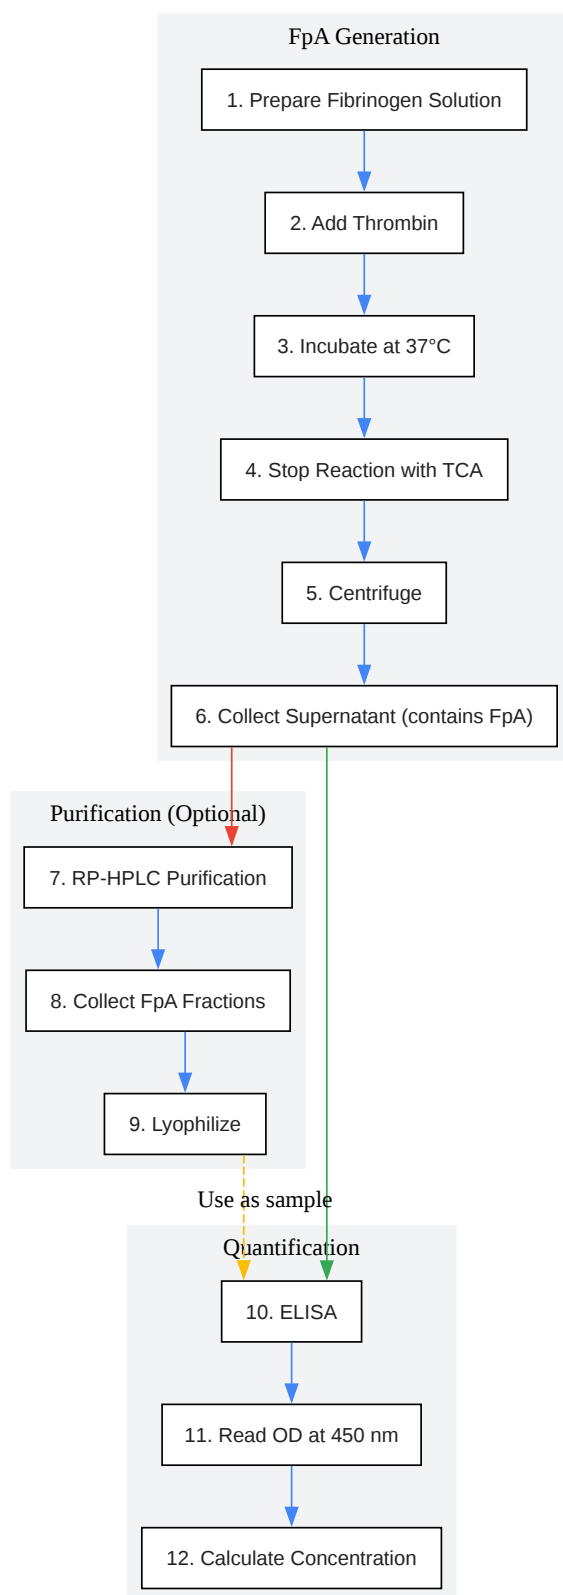 FpA Generation
1. Prepare Fibrinogen Solution
2. Add Thrombin
3. Incubate at 37°C
4. Stop Reaction with TCA
5. Centrifuge
6. Collect Supernatant (contains FpA)
Purification (Optional)
7. RP-HPLC Purification
8. Collect FpA Fractions
9. Lyophilize
Use as sample
Quantification
10. ELISA
11. Read OD at 450 nm
12. Calculate Concentration